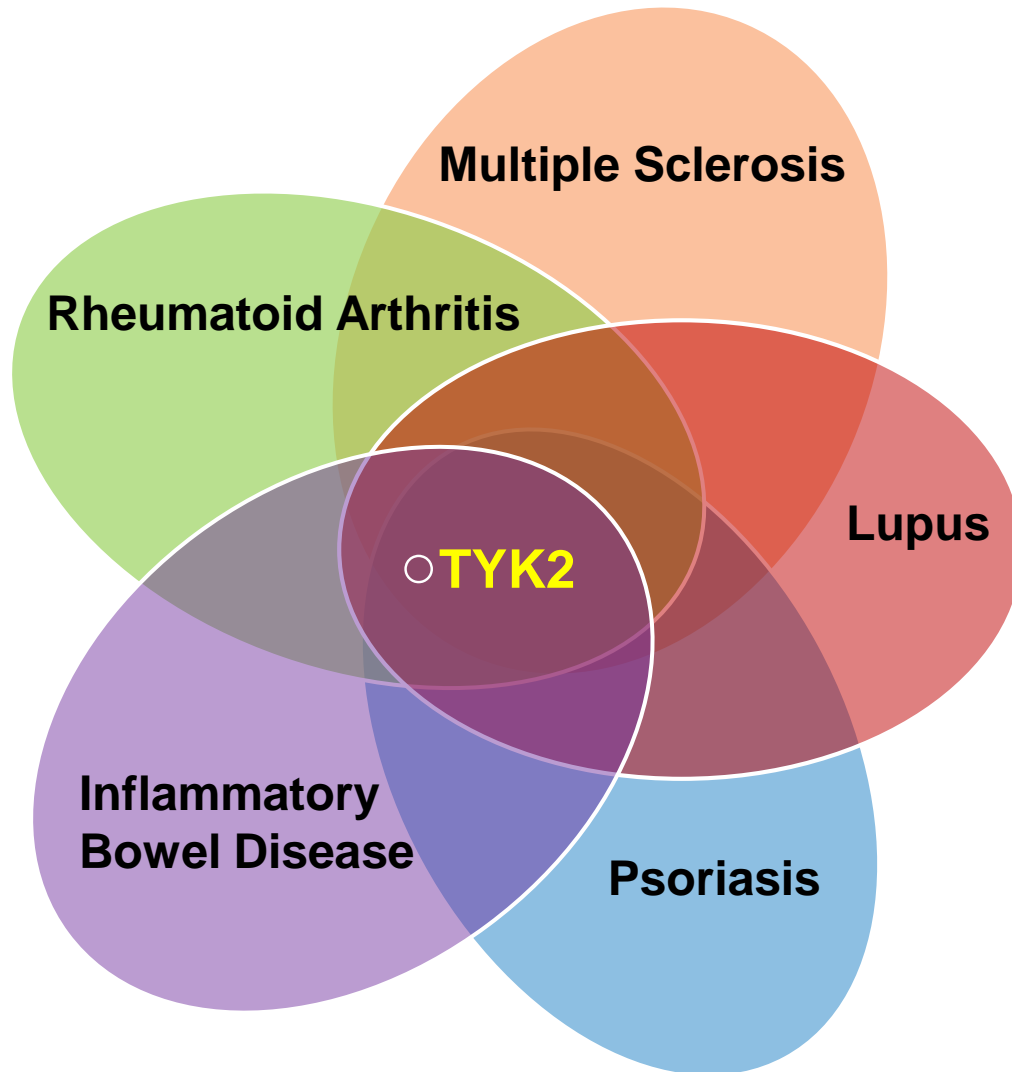 Multiple Sclerosis
Rheumatoid Arthritis
Lupus
TYK2
Inflammatory
Bowel Disease
Psoriasis